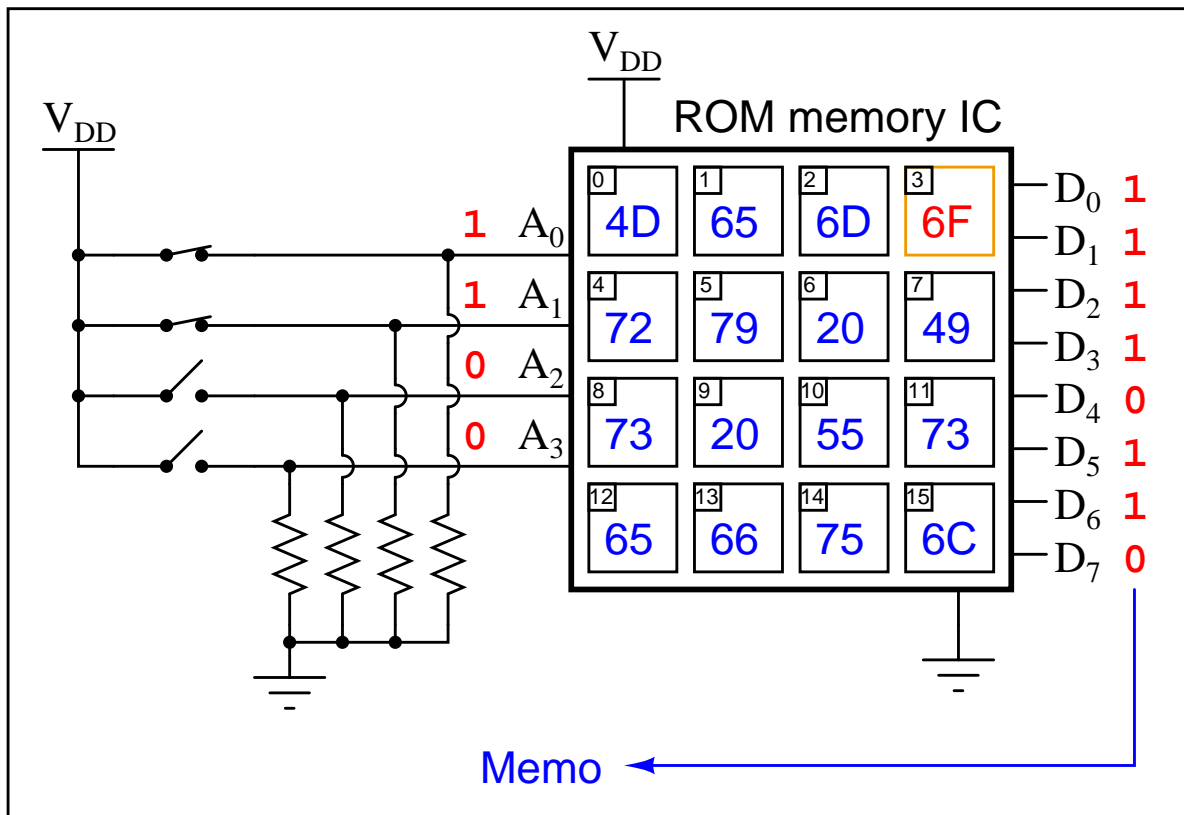 VDD
VDD
ROM memory IC
1 A0
1 A1
0 A2
0 A3
0 4D 1 65 2 6D 3 6F
4 72 5 79 6 20 7 49
8 73 9 20 10 55 11 73
12 65 13 66 14 75 15 6C
D0 1
D1 1
D2 1
D3 1
D4 0
D5 1
D6 1
D7 0
Memo